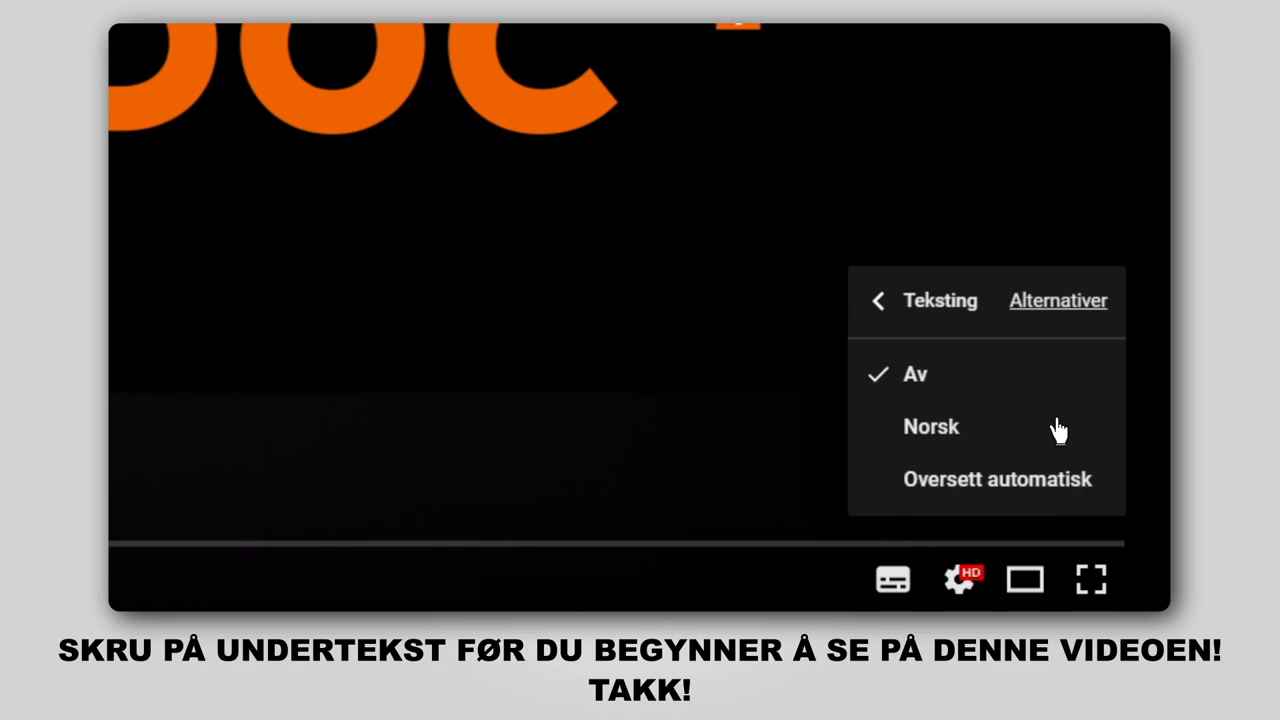 Teksting Alternativer
Av
Norsk
Oversett automatisk
HD
SKRU PÅ UNDERTEKST FØR DU BEGYNNER Å SE PÅ DENNE VIDEOEN!
TAKK!